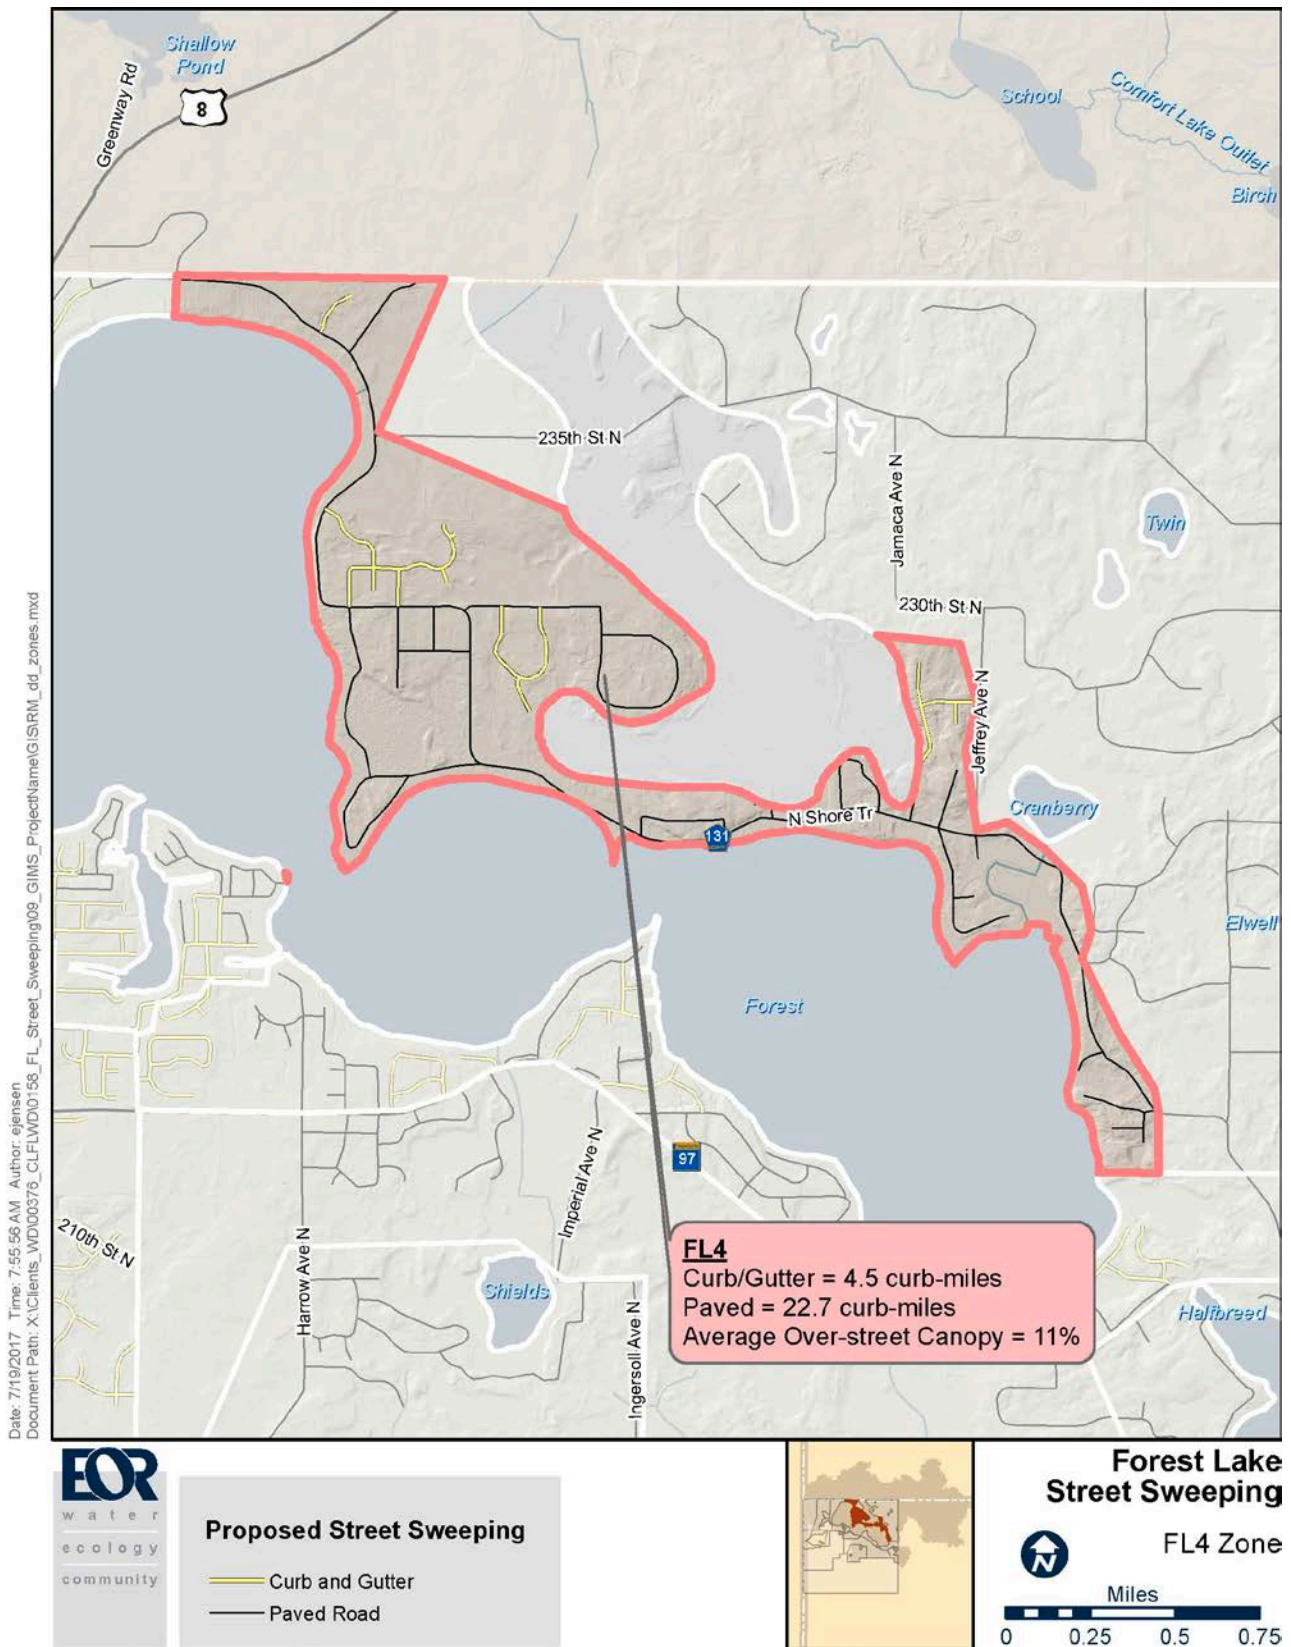 Shallow
Pond
Greenway Rd
8
School
Comfort Lake Outlet
Birch
235th St N
Jamaca Ave N
Twin
230th St N
Jeffrey Ave N
Cranberry
N Shore Tr
131
Elwell
Forest
Imperial Ave N
97
210th St N
Harrow Ave N
Shields
Ingersoll Ave N
Halfbreed
FL4
Curb/Gutter = 4.5 curb-miles
Paved = 22.7 curb-miles
Average Over-street Canopy = 11%
Date: 7/19/2017 Time: 7:55:56 AM Author: ejensen
Document Path: X:\Clients_WD\00376_CLFLWD\0158_FL_Street_Sweeping\09_GIMS_ProjectName\GIS\RM_dd_zones.mxd
EOR
water
ecology
community
Proposed Street Sweeping
Curb and Gutter
Paved Road
Forest Lake
Street Sweeping
FL4 Zone
N
Miles
0 0.25 0.5 0.75